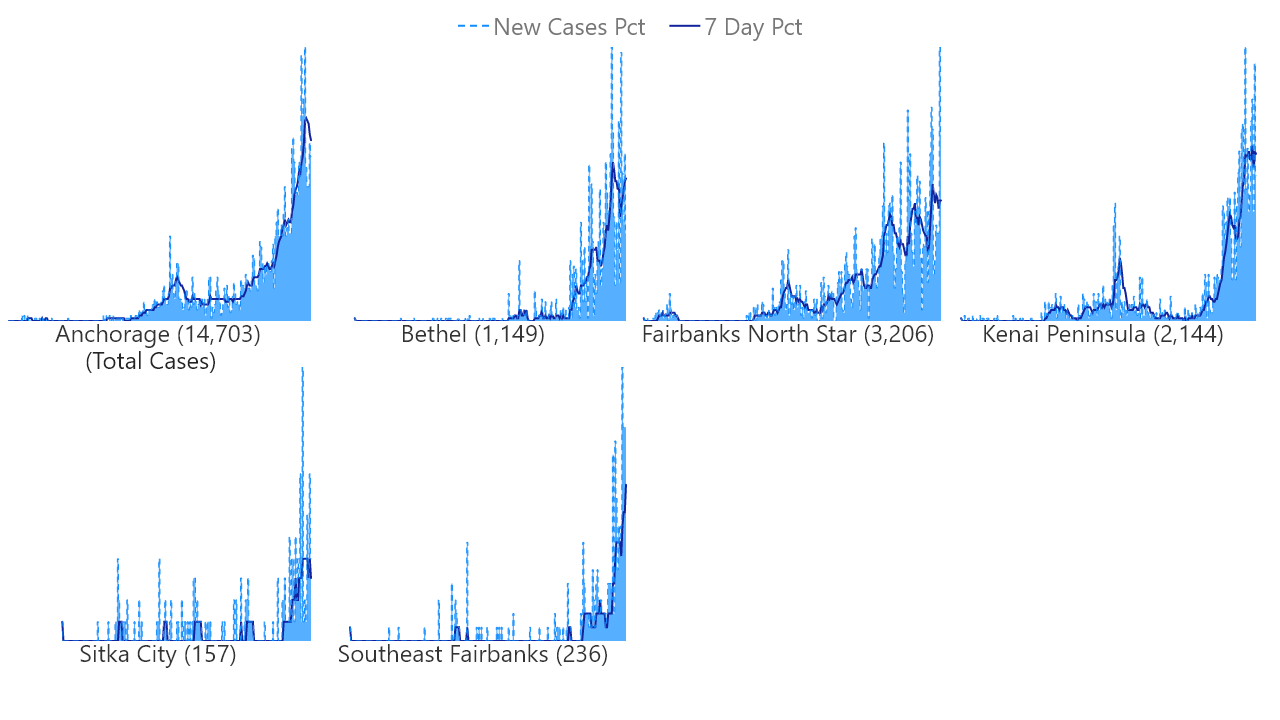 New Cases Pct 7 Day Pct
Anchorage (14,703)
(Total Cases)
Bethel (1,149)
Fairbanks North Star (3,206)
Kenai Peninsula (2,144)
Sitka City (157)
Southeast Fairbanks (236)